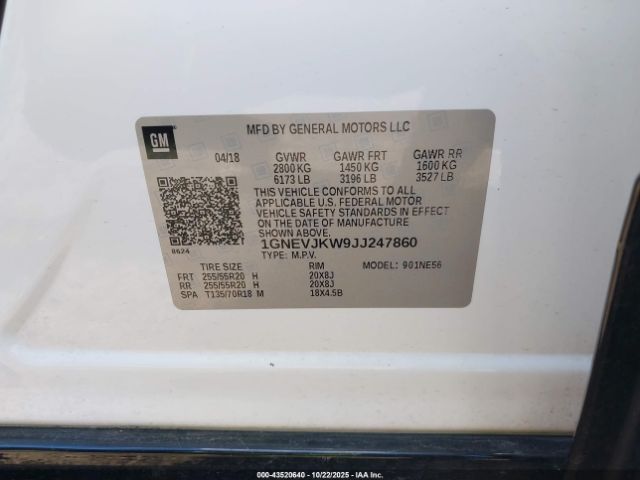 GM
MFD BY GENERAL MOTORS LLC
04/18 GVWR GAWR FRT GAWR RR
2800 KG 1450 KG 1600 KG
6173 LB 3196 LB 3527 LB
THIS VEHICLE CONFORMS TO ALL
APPLICABLE U.S. FEDERAL MOTOR
VEHICLE SAFETY STANDARDS IN EFFECT
ON THE DATE OF MANUFACTURE SHOWN ABOVE.
1GNEVJKW9JJ247860
8624 TYPE: M.P.V.
TIRE SIZE RIM MODEL: 901NE56
FRT 255/55R20 H 20X8J
RR 255/55R20 H 20X8J
SPA T135/70R18 M 18X4.5B
000-43520640 - 10/22/2025 - IAA Inc.